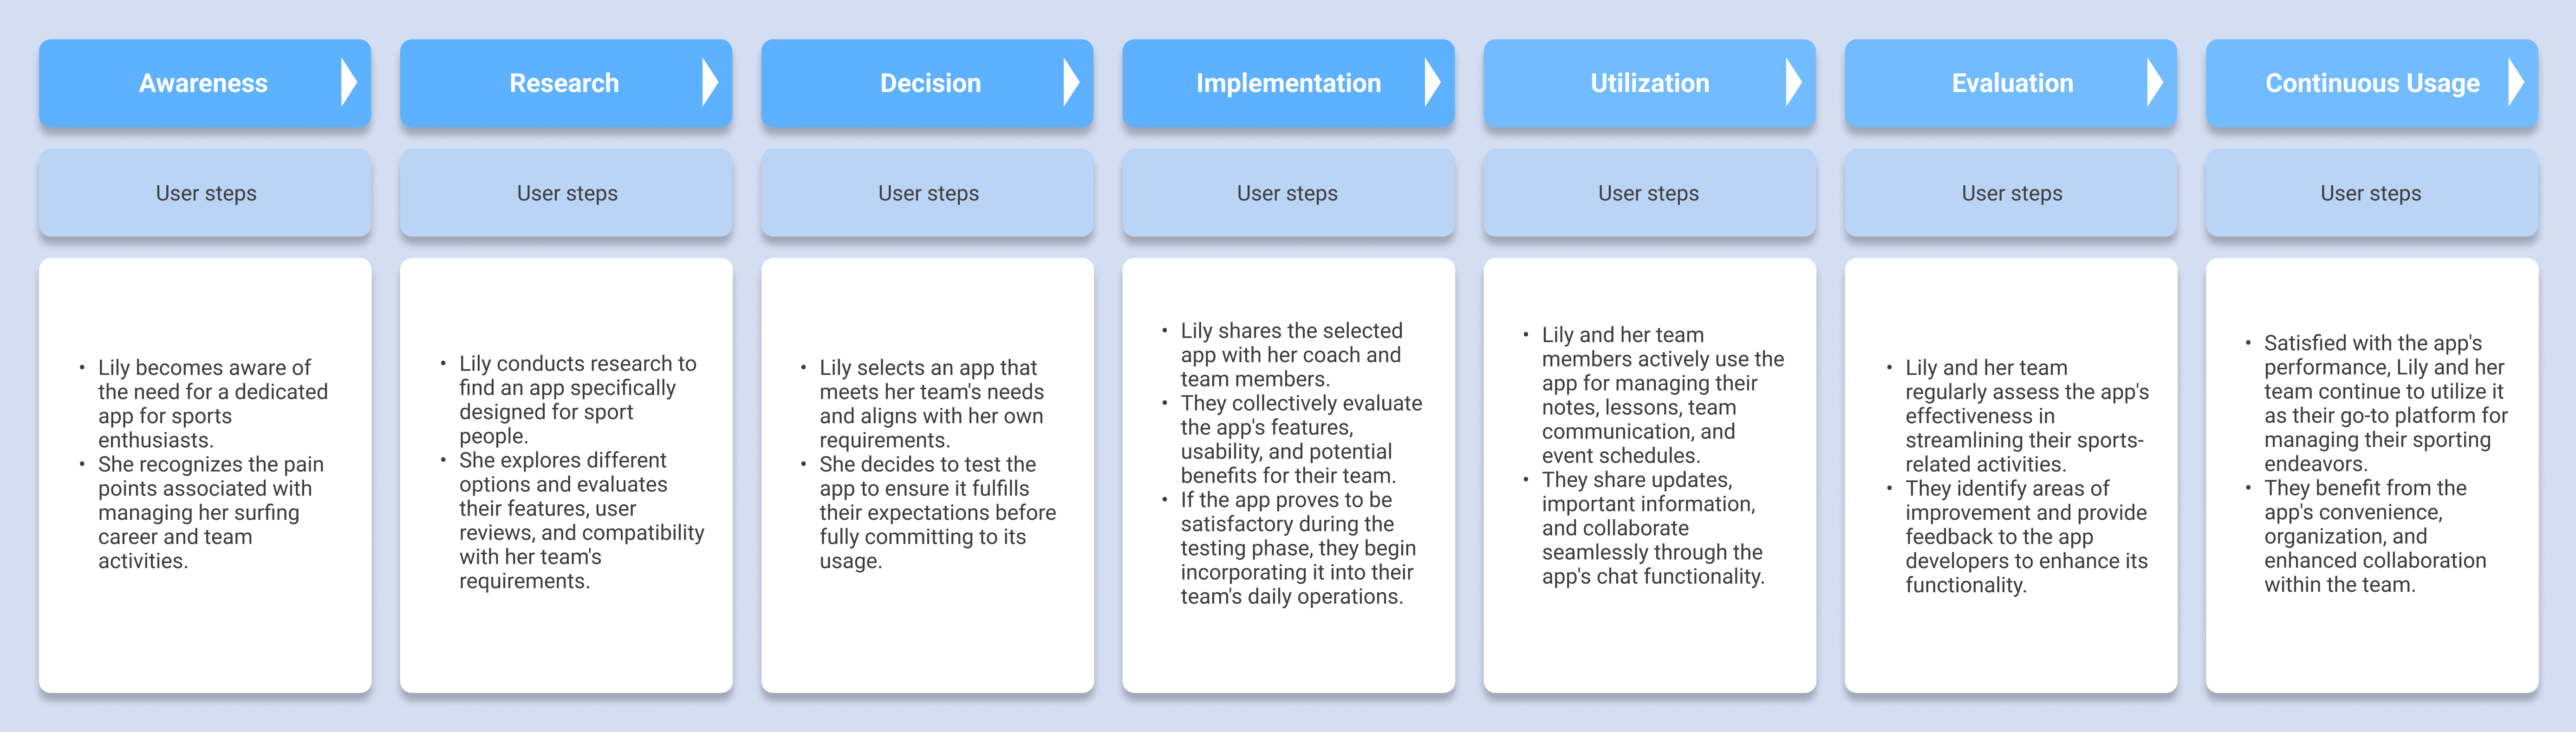 Awareness
Research
Decision
Implementation
Utilization
Evaluation
Continuous Usage
User steps
User steps
User steps
User steps
User steps
User steps
User steps
• Lily becomes aware of
the need for a dedicated
app for sports
enthusiasts.
• She recognizes the pain
points associated with
managing her surfing
career and team
activities.
• Lily conducts research to
find an app specifically
designed for sport
people.
• She explores different
options and evaluates
their features, user
reviews, and compatibility
with her team's
requirements.
• Lily selects an app that
meets her team's needs
and aligns with her own
requirements.
• She decides to test the
app to ensure it fulfills
their expectations before
fully committing to its
usage.
• Lily shares the selected
app with her coach and
team members.
• They collectively evaluate
the app's features,
usability, and potential
benefits for their team.
• If the app proves to be
satisfactory during the
testing phase, they begin
incorporating it into their
team's daily operations.
• Lily and her team
members actively use the
app for managing their
notes, lessons, team
communication, and
event schedules.
• They share updates,
important information,
and collaborate
seamlessly through the
app's chat functionality.
• Lily and her team
regularly assess the app's
effectiveness in
streamlining their sports-
related activities.
• They identify areas of
improvement and provide
feedback to the app
developers to enhance its
functionality.
• Satisfied with the app's
performance, Lily and her
team continue to utilize it
as their go-to platform for
managing their sporting
endeavors.
• They benefit from the
app's convenience,
organization, and
enhanced collaboration
within the team.